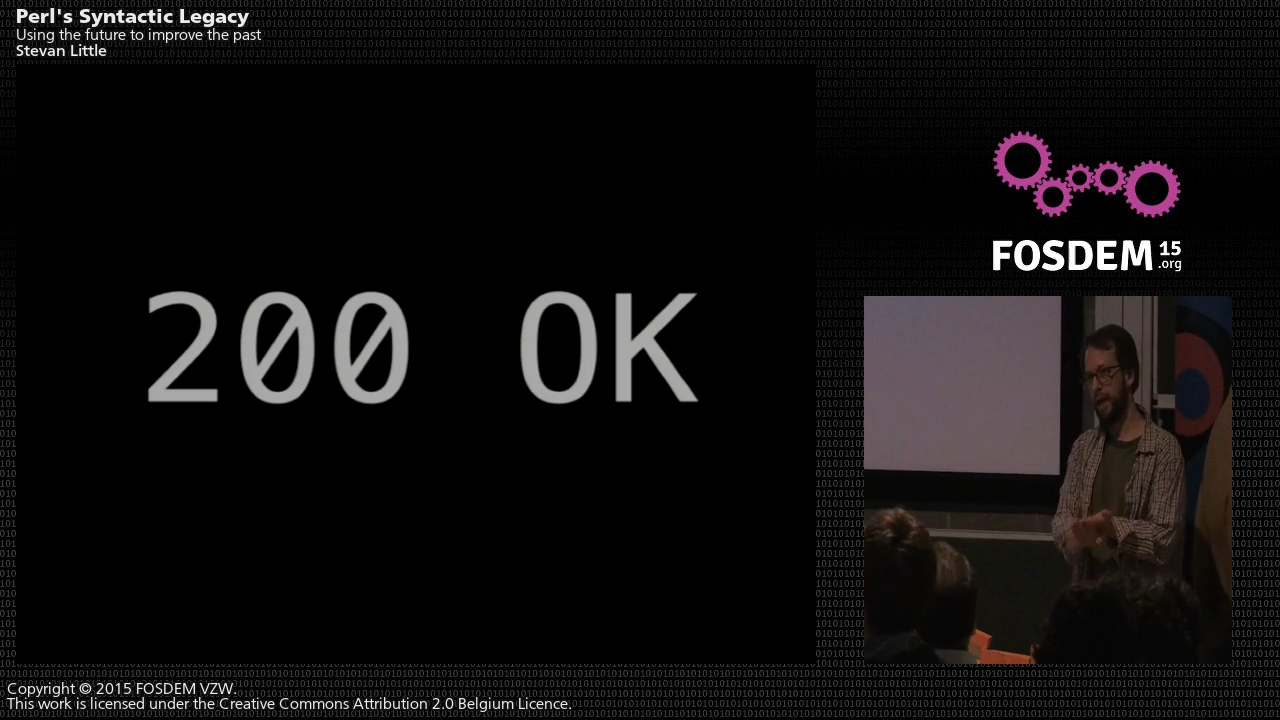 Perl's Syntactic Legacy
Using the future to improve the past
Stevan Little
200 OK
FOSDEM 15
.org
Copyright © 2015 FOSDEM VZW.
This work is licensed under the Creative Commons Attribution 2.0 Belgium Licence.